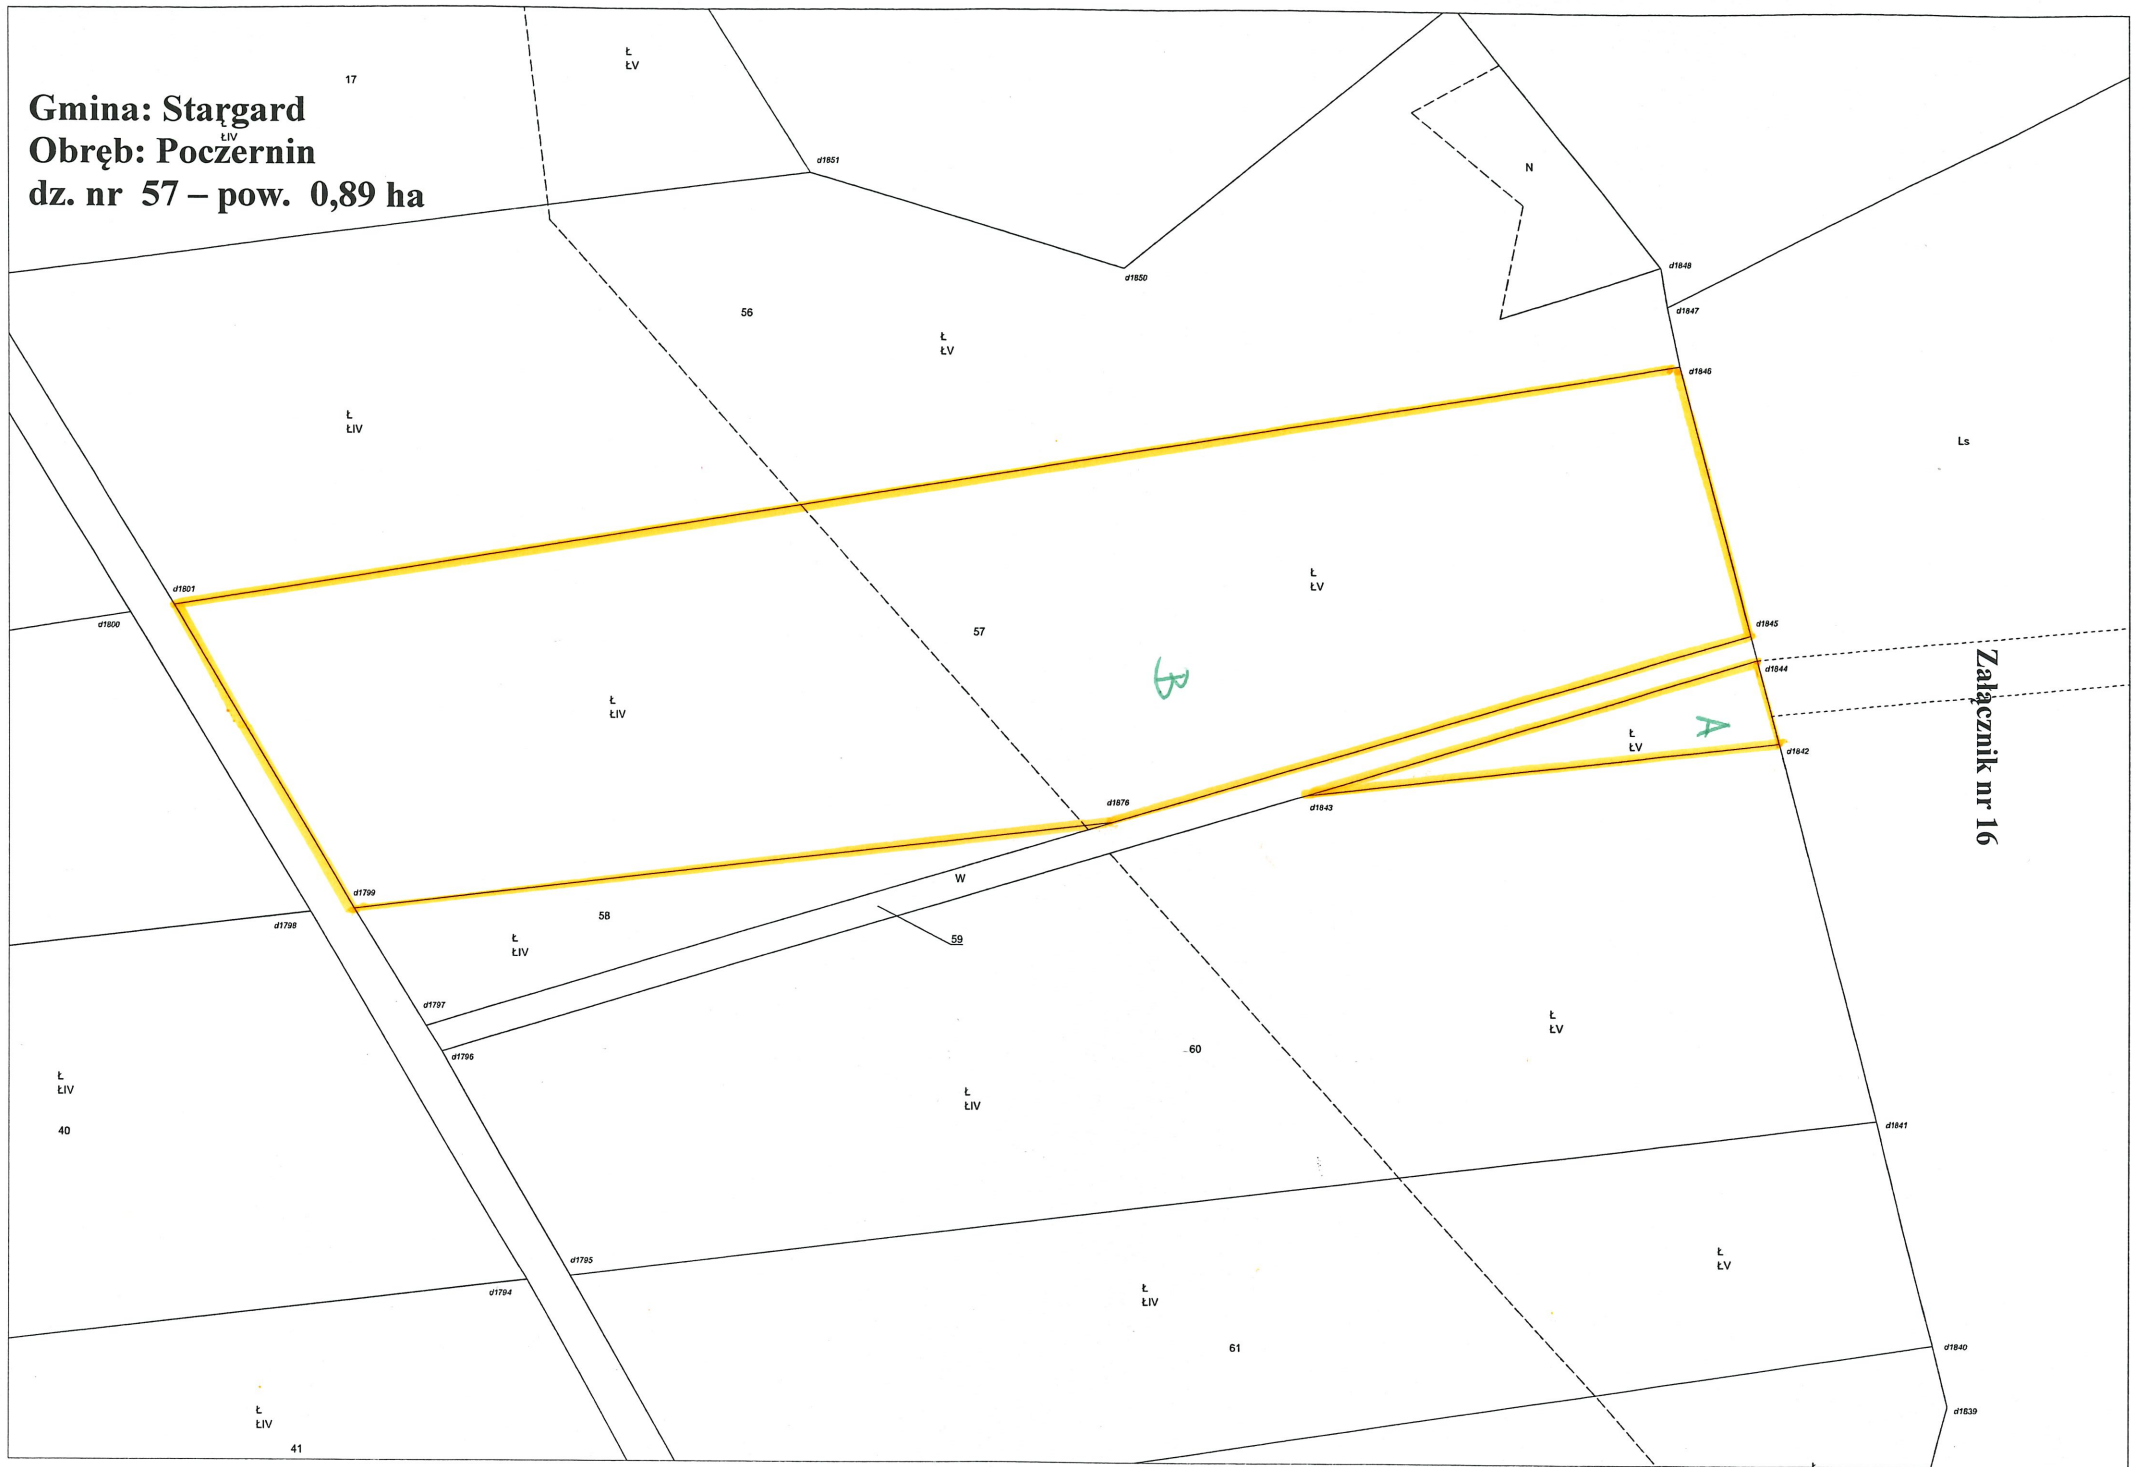 Gmina: Stargard
Ł
ŁIV
Obręb: Poczernin
dz. nr 57 – pow. 0,89 ha
17
Ł
ŁV
d1851
d1850
N
d1848
d1847
56
Ł
ŁV
d1846
Ł
ŁIV
Ls
d1801
d1800
Ł
ŁV
57
d1845
B
d1844
Załącznik nr 16
Ł
ŁIV
A
Ł
ŁV
d1842
d1876
d1843
d1799
W
58
d1798
Ł
ŁIV
59
d1797
d1796
Ł
ŁV
60
Ł
ŁIV
40
Ł
ŁIV
d1841
d1795
d1794
Ł
ŁIV
Ł
ŁV
61
d1840
d1839
Ł
ŁIV
41
Ł